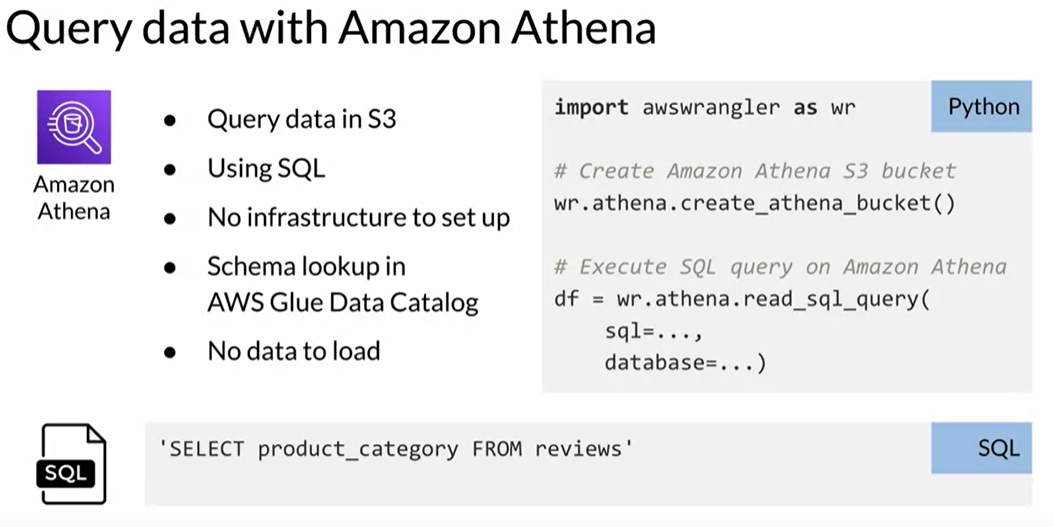 Query data with Amazon Athena
Amazon
Athena
● Query data in S3
● Using SQL
● No infrastructure to set up
● Schema lookup in
AWS Glue Data Catalog
● No data to load
Python
import awswrangler as wr
# Create Amazon Athena S3 bucket
wr.athena.create_athena_bucket()
# Execute SQL query on Amazon Athena
df = wr.athena.read_sql_query(
    sql=...,
    database=...)
SQL
'SELECT product_category FROM reviews'
SQL